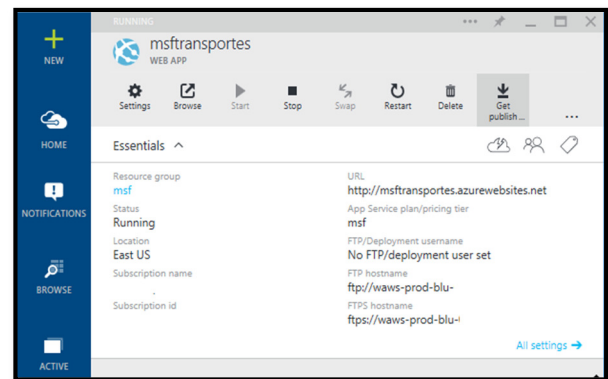 RUNNING
msftransportes
WEB APP
Settings
Browse
Start
Stop
Swap
Restart
Delete
Get
publish...
Essentials
Resource group
msf
Status
Running
Location
East US
Subscription name
Subscription id
URL
http://msftransportes.azurewebsites.net
App Service plan/pricing tier
msf
FTP/Deployment username
No FTP/deployment user set
FTP hostname
ftp://waws-prod-blu-
FTPS hostname
ftps://waws-prod-blu-
All settings
NEW
HOME
NOTIFICATIONS
BROWSE
ACTIVE